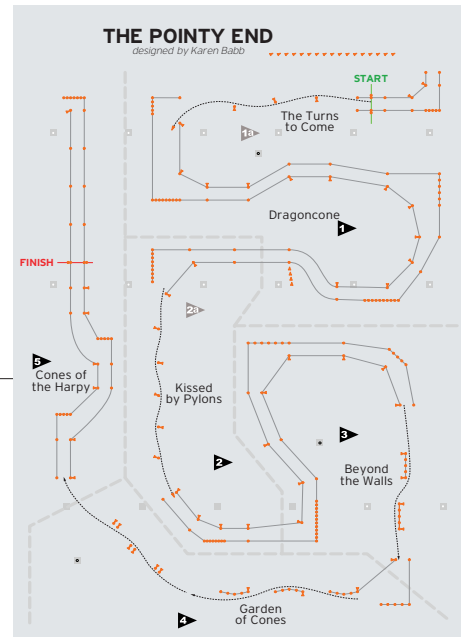 THE POINTY END
designed by Karen Babb
START
The Turns
to Come
1a
Dragoncone
1
FINISH
2a
5
Cones of
the Harpy
Kissed
by Pylons
3
2
Beyond
the Walls
Garden
of Cones
4